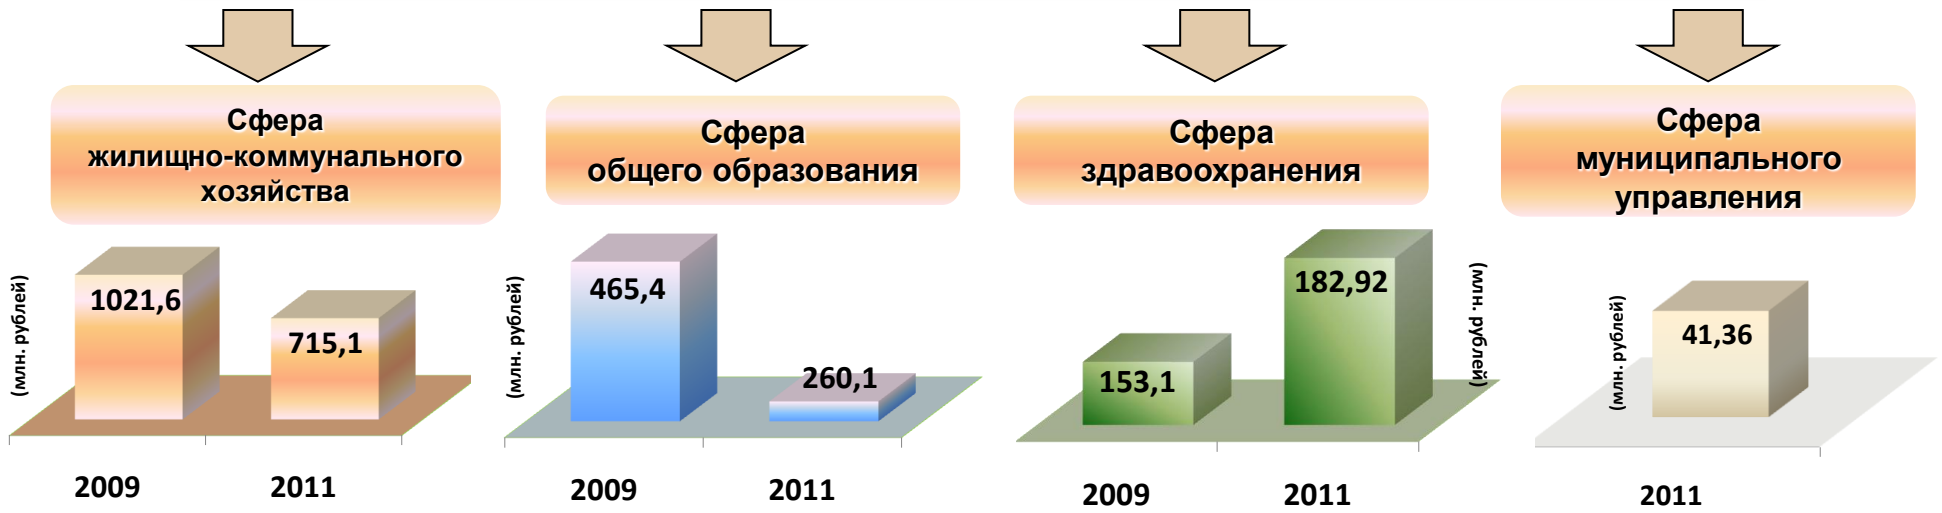 Сфера
жилищно-коммунального
хозяйства
(млн. рублей)
1021,6
715,1
2009
2011
Сфера
общего образования
(млн. рублей)
465,4
260,1
2009
2011
Сфера
здравоохранения
153,1
182,92
(млн. рублей)
2009
2011
Сфера
муниципального
управления
(млн. рублей)
41,36
2011